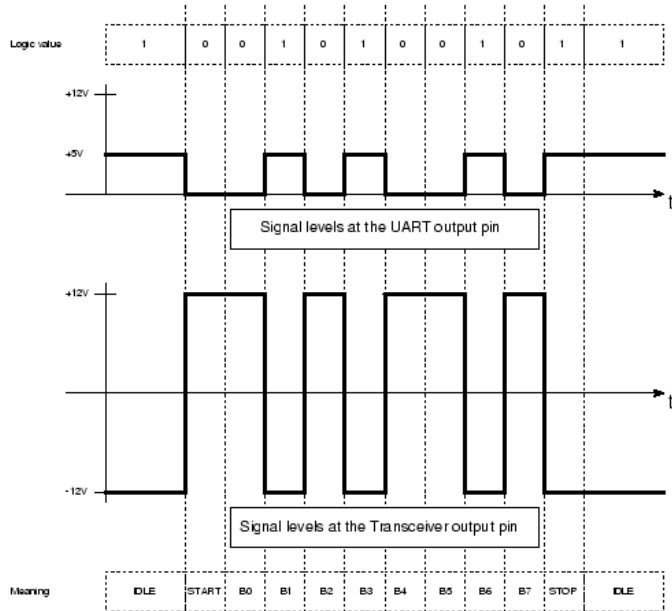 Logic value 1 0 0 1 0 1 0 0 1 0 1 1
+12V
+5V
t
Signal levels at the UART output pin
+12V
t
-12V
Signal levels at the Transceiver output pin
Meaning IDLE START B0 B1 B2 B3 B4 B5 B6 B7 STOP IDLE